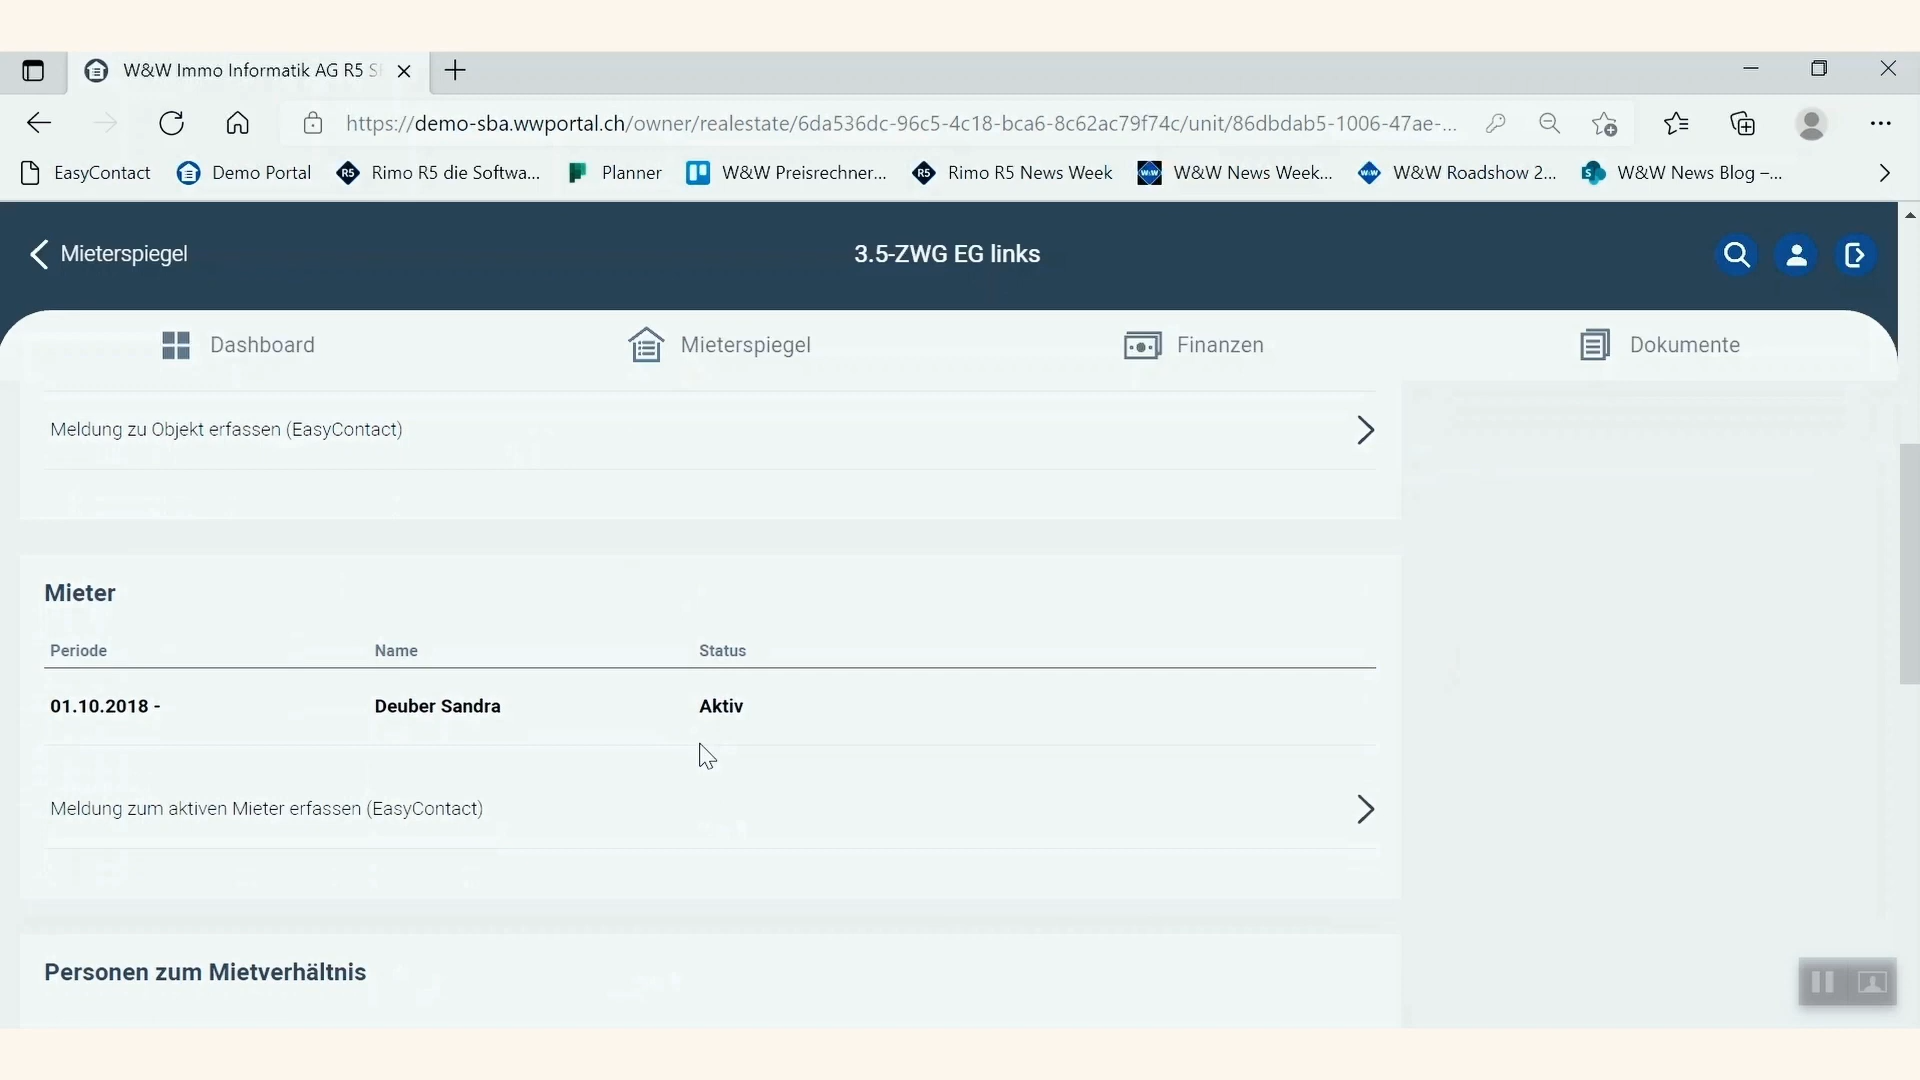 W&W Immo Informatik AG R5 S
https://demo-sba.wwportal.ch/owner/realestate/6da536dc-96c5-4c18-bca6-8c62ac79f74c/unit/86dbdab5-1006-47ae-...
EasyContact Demo Portal Rimo R5 die Softwa... Planner W&W Preisrechner... Rimo R5 News Week W&W News Week... W&W Roadshow 2... W&W News Blog –...
Mieterspiegel 3.5-ZWG EG links
Dashboard Mieterspiegel Finanzen Dokumente
Meldung zu Objekt erfassen (EasyContact)
Mieter
Periode Name Status
01.10.2018 - Deuber Sandra Aktiv
Meldung zum aktiven Mieter erfassen (EasyContact)
Personen zum Mietverhältnis